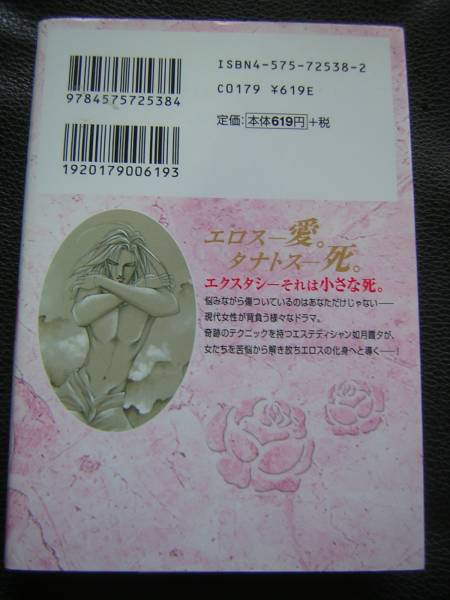 ISBN4-575-72538-2
C0179 ¥619E
定価:本体619円+税
9784575725384
1920179006193
エロス―愛。
タナトス―死。
エクスタシーそれは小さな死。
悩みながら傷ついているのはあなただけじゃない――
現代女性が背負う様々なドラマ。
奇跡のテクニックを持つエステティシャン如月霞夕が、
女たちを苦悩から解き放ちエロスの化身へと導く――!